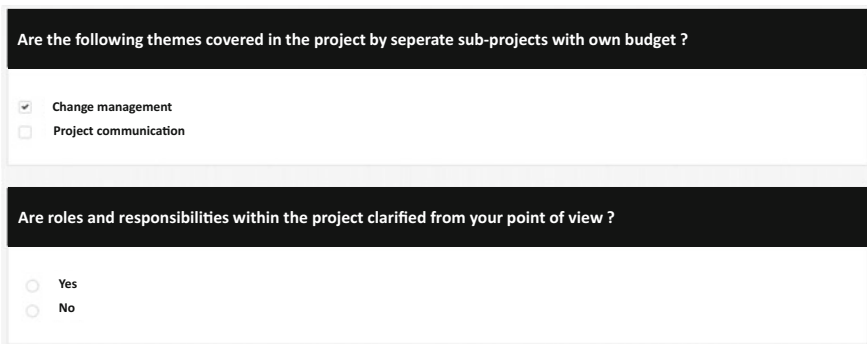 Are the following themes covered in the project by seperate sub-projects with own budget ?
Change management
Project communication
Are roles and responsibilities within the project clarified from your point of view ?
Yes
No